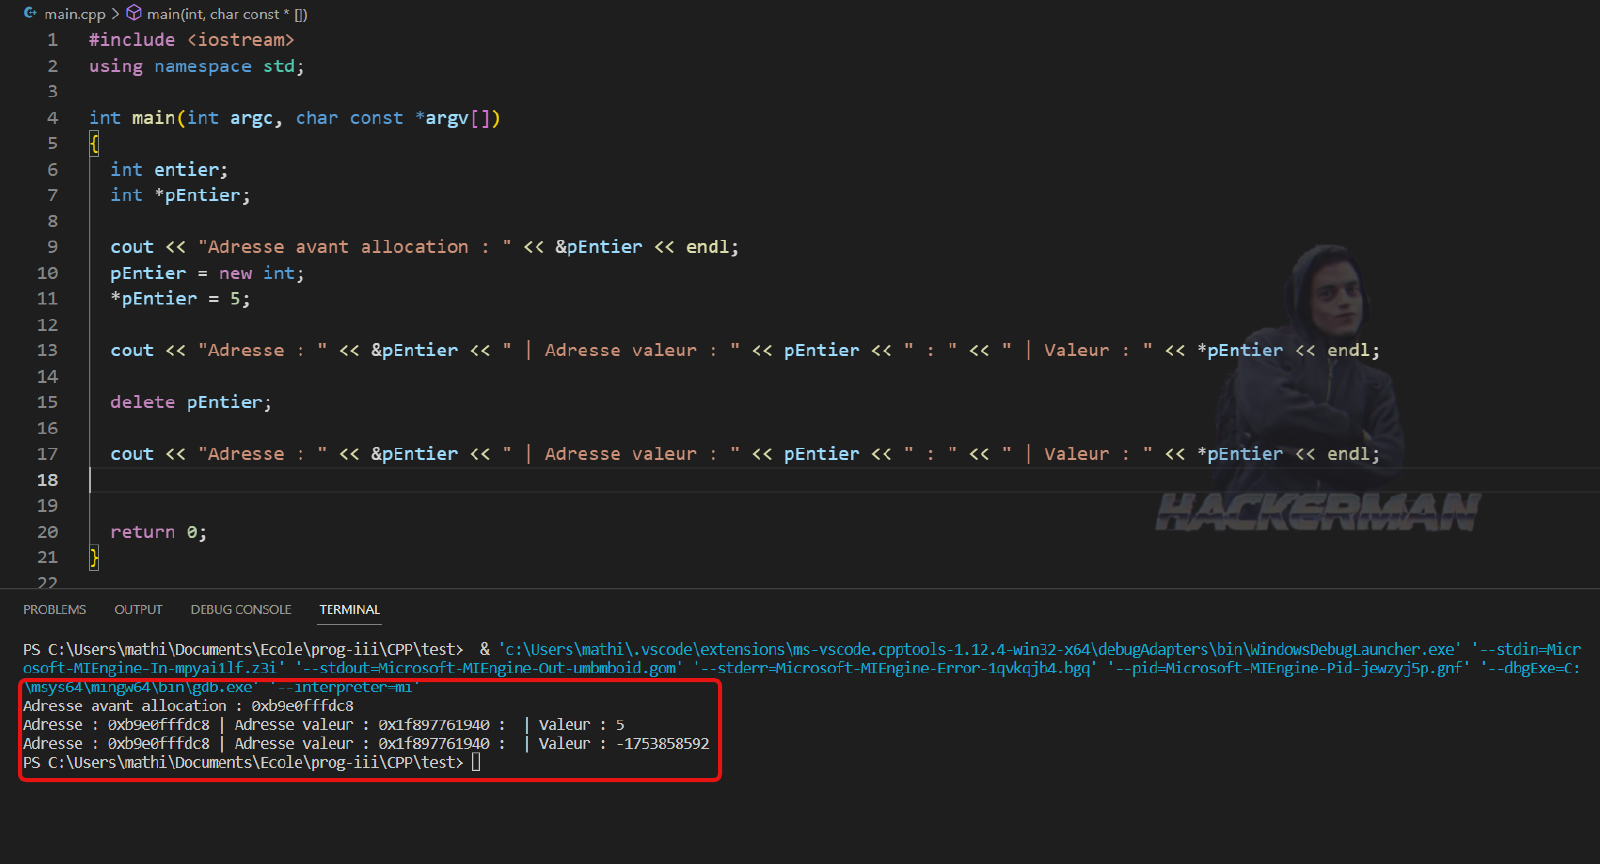 main.cpp > main(int, char const * [])
1 #include <iostream>
2 using namespace std;
3
4 int main(int argc, char const *argv[])
5 {
6 int entier;
7 int *pEntier;
8
9 cout << "Adresse avant allocation : " << &pEntier << endl;
10 pEntier = new int;
11 *pEntier = 5;
12
13 cout << "Adresse : " << &pEntier << " | Adresse valeur : " << pEntier << " : " << " | Valeur : " << *pEntier << endl;
14
15 delete pEntier;
16
17 cout << "Adresse : " << &pEntier << " | Adresse valeur : " << pEntier << " : " << " | Valeur : " << *pEntier << endl;
18
19
HACKERMAN
20 return 0;
21 }
22
PROBLEMS OUTPUT DEBUG CONSOLE TERMINAL
PS C:\Users\mathi\Documents\Ecole\prog-iii\CPP\test> & 'c:\Users\mathi\.vscode\extensions\ms-vscode.cpptools-1.12.4-win32-x64\debugAdapters\bin\WindowsDebugLauncher.exe' '--stdin=Micr
osoft-MIEngine-In-mpyai1lf.z3i' '--stdout=Microsoft-MIEngine-Out-umbmboid.gom' '--stderr=Microsoft-MIEngine-Error-1qvkqjb4.bgq' '--pid=Microsoft-MIEngine-Pid-jewzyj5p.gnf' '--dbgExe=C:
\msys64\mingw64\bin\gdb.exe' '--interpreter=mi'
Adresse avant allocation : 0xb9e0fffdc8
Adresse : 0xb9e0fffdc8 | Adresse valeur : 0x1f897761940 :  | Valeur : 5
Adresse : 0xb9e0fffdc8 | Adresse valeur : 0x1f897761940 :  | Valeur : -1753858592
PS C:\Users\mathi\Documents\Ecole\prog-iii\CPP\test>